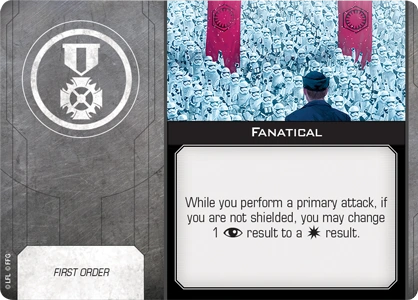 FANATICAL
While you perform a primary attack, if
you are not shielded, you may change
1 result to a result.
FIRST ORDER
© LFL © FFG